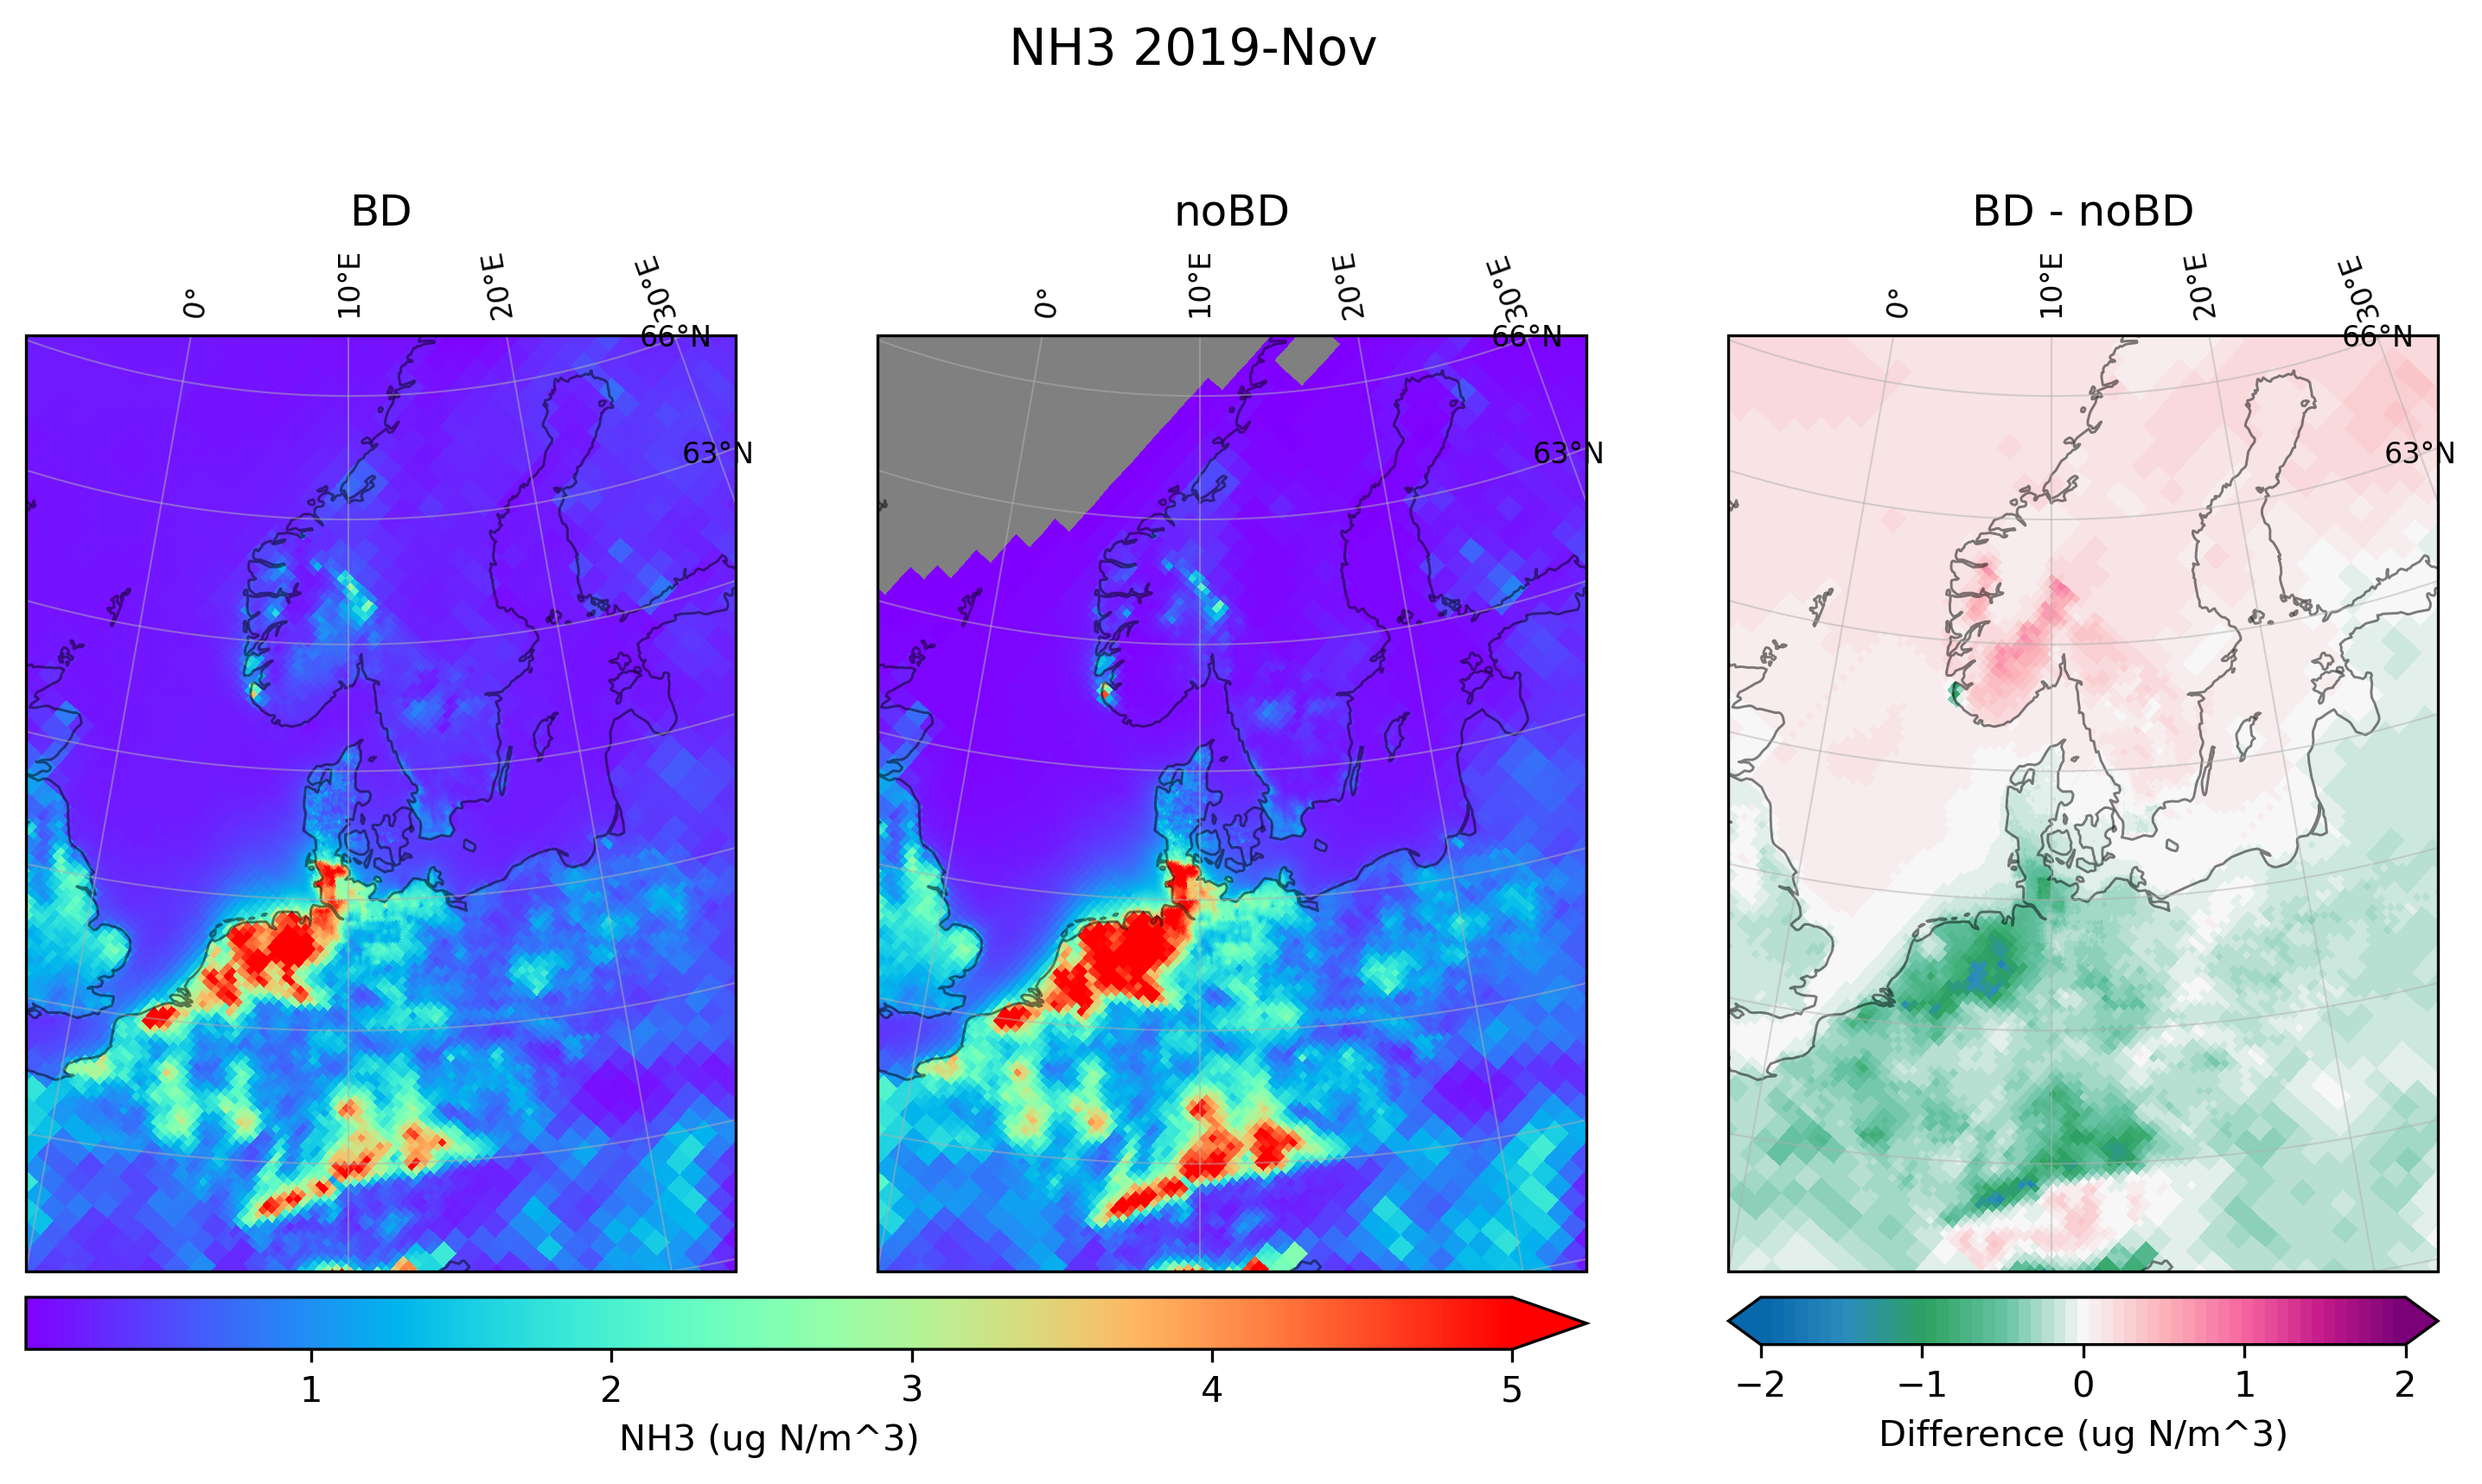 NH3 2019-Nov
BD
noBD
BD - noBD
0° 10°E 20°E 30°E
0° 10°E 20°E 30°E
0° 10°E 20°E 30°E
66°N
66°N
66°N
63°N
63°N
63°N
1 2 3 4 5
NH3 (ug N/m^3)
−2 −1 0 1 2
Difference (ug N/m^3)